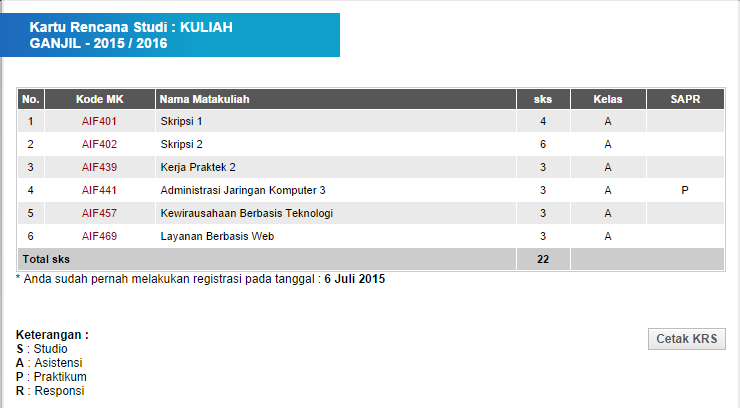 Kartu Rencana Studi : KULIAH
GANJIL - 2015 / 2016
No. Kode MK Nama Matakuliah sks Kelas SAPR
1 AIF401 Skripsi 1 4 A
2 AIF402 Skripsi 2 6 A
3 AIF439 Kerja Praktek 2 3 A
4 AIF441 Administrasi Jaringan Komputer 3 3 A P
5 AIF457 Kewirausahaan Berbasis Teknologi 3 A
6 AIF469 Layanan Berbasis Web 3 A
Total sks 22
* Anda sudah pernah melakukan registrasi pada tanggal : 6 Juli 2015
Keterangan :
S : Studio
A : Asistensi
P : Praktikum
R : Responsi
Cetak KRS